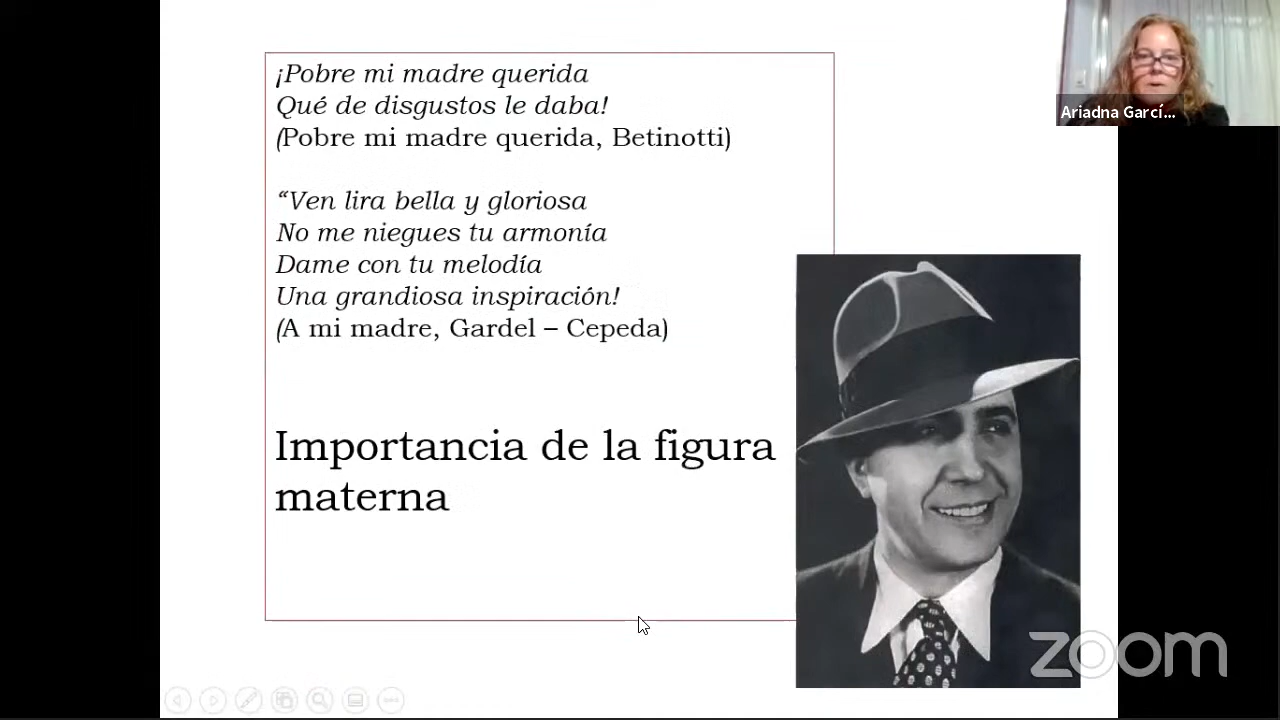 ¡Pobre mi madre querida
Qué de disgustos le daba!
(Pobre mi madre querida, Betinotti)
“Ven lira bella y gloriosa
No me niegues tu armonía
Dame con tu melodía
Una grandiosa inspiración!
(A mi madre, Gardel – Cepeda)
Importancia de la figura
materna
Ariadna Garcí...
zoom